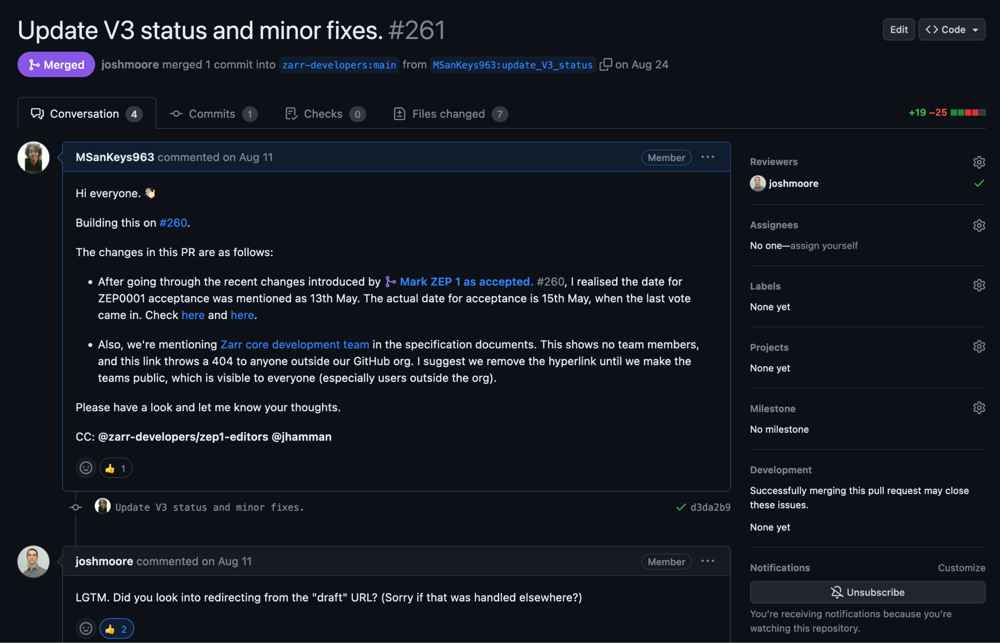 Update V3 status and minor fixes. #261
Edit
<> Code
Merged
joshmoore merged 1 commit into zarr-developers:main from MSanKeys963:update_V3_status on Aug 24
Conversation 4
Commits 1
Checks 0
Files changed 7
+19 −25
MSanKeys963 commented on Aug 11
Member
Hi everyone. 👋🏻
Building this on #260.
The changes in this PR are as follows:
• After going through the recent changes introduced by Mark ZEP 1 as accepted. #260, I realised the date for
ZEP0001 acceptance was mentioned as 13th May. The actual date for acceptance is 15th May, when the last vote
came in. Check here and here.
• Also, we're mentioning Zarr core development team in the specification documents. This shows no team members,
and this link throws a 404 to anyone outside our GitHub org. I suggest we remove the hyperlink until we make the
teams public, which is visible to everyone (especially users outside the org).
Please have a look and let me know your thoughts.
CC: @zarr-developers/zep1-editors @jhamman
👍 1
Update V3 status and minor fixes.
d3da2b9
joshmoore commented on Aug 11
Member
LGTM. Did you look into redirecting from the "draft" URL? (Sorry if that was handled elsewhere?)
👍 2
Reviewers
joshmoore
Assignees
No one—assign yourself
Labels
None yet
Projects
None yet
Milestone
No milestone
Development
Successfully merging this pull request may close
these issues.
None yet
Notifications
Customize
Unsubscribe
You’re receiving notifications because you’re
watching this repository.